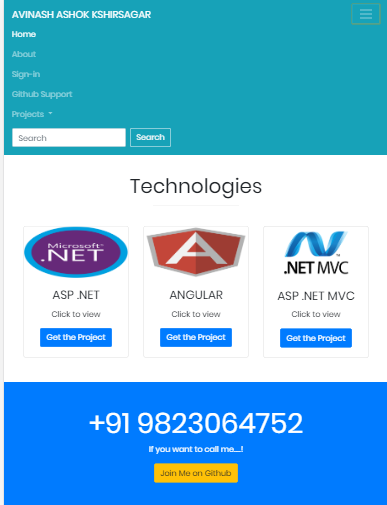 AVINASH ASHOK KSHIRSAGAR
Home
About
Sign-in
Github Support
Projects
Search Search
Technologies
Microsoft
.NET
ASP .NET
Click to view
Get the Project
A
ANGULAR
Click to view
Get the Project
.NET MVC
ASP .NET MVC
Click to view
Get the Project
+91 9823064752
If you want to call me....!
Join Me on Github